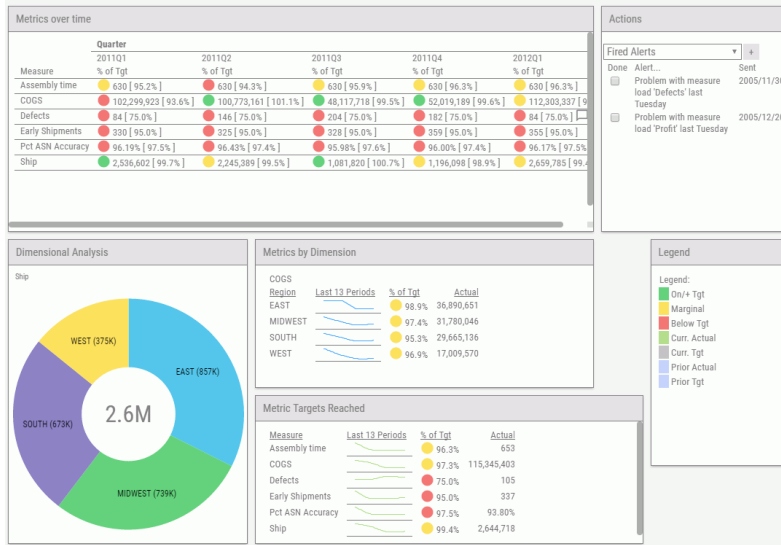 Metrics over time
Quarter
2011Q1 2011Q2 2011Q3 2011Q4 2012Q1
Measure % of Tgt % of Tgt % of Tgt % of Tgt % of Tgt
Assembly time 630 [ 95.2% ] 630 [ 94.3% ] 630 [ 95.9% ] 630 [ 96.3% ] 630 [ 96.3% ]
COGS 102,299,923 [ 93.6% ] 100,773,161 [ 101.1% ] 48,117,718 [ 99.5% ] 52,019,189 [ 99.6% ] 112,303,337 [ 9
Defects 84 [ 75.0% ] 146 [ 75.0% ] 204 [ 75.0% ] 182 [ 75.0% ] 84 [ 75.0% ]
Early Shipments 330 [ 95.0% ] 325 [ 95.0% ] 328 [ 95.0% ] 359 [ 95.0% ] 355 [ 95.0% ]
Pct ASN Accuracy 96.19% [ 97.5% ] 96.43% [ 97.4% ] 95.98% [ 97.6% ] 96.00% [ 97.4% ] 96.17% [ 97.5%
Ship 2,536,602 [ 99.7% ] 2,245,389 [ 99.5% ] 1,081,820 [ 100.7% ] 1,196,098 [ 98.9% ] 2,659,785 [ 99.4
Actions
Fired Alerts +
Done Alert... Sent
Problem with measure 2005/11/30
load 'Defects' last
Tuesday
Problem with measure 2005/12/20
load 'Profit' last Tuesday
Dimensional Analysis
Ship
WEST (375K)
EAST (857K)
2.6M
SOUTH (673K)
MIDWEST (739K)
Metrics by Dimension
COGS
Region Last 13 Periods % of Tgt Actual
EAST 98.9% 36,890,651
MIDWEST 97.4% 31,780,046
SOUTH 95.3% 29,665,136
WEST 96.9% 17,009,570
Metric Targets Reached
Measure Last 13 Periods % of Tgt Actual
Assembly time 96.3% 653
COGS 97.3% 115,345,403
Defects 75.0% 105
Early Shipments 95.0% 337
Pct ASN Accuracy 97.5% 93.80%
Ship 99.4% 2,644,718
Legend
Legend:
On/+ Tgt
Marginal
Below Tgt
Curr. Actual
Curr. Tgt
Prior Actual
Prior Tgt